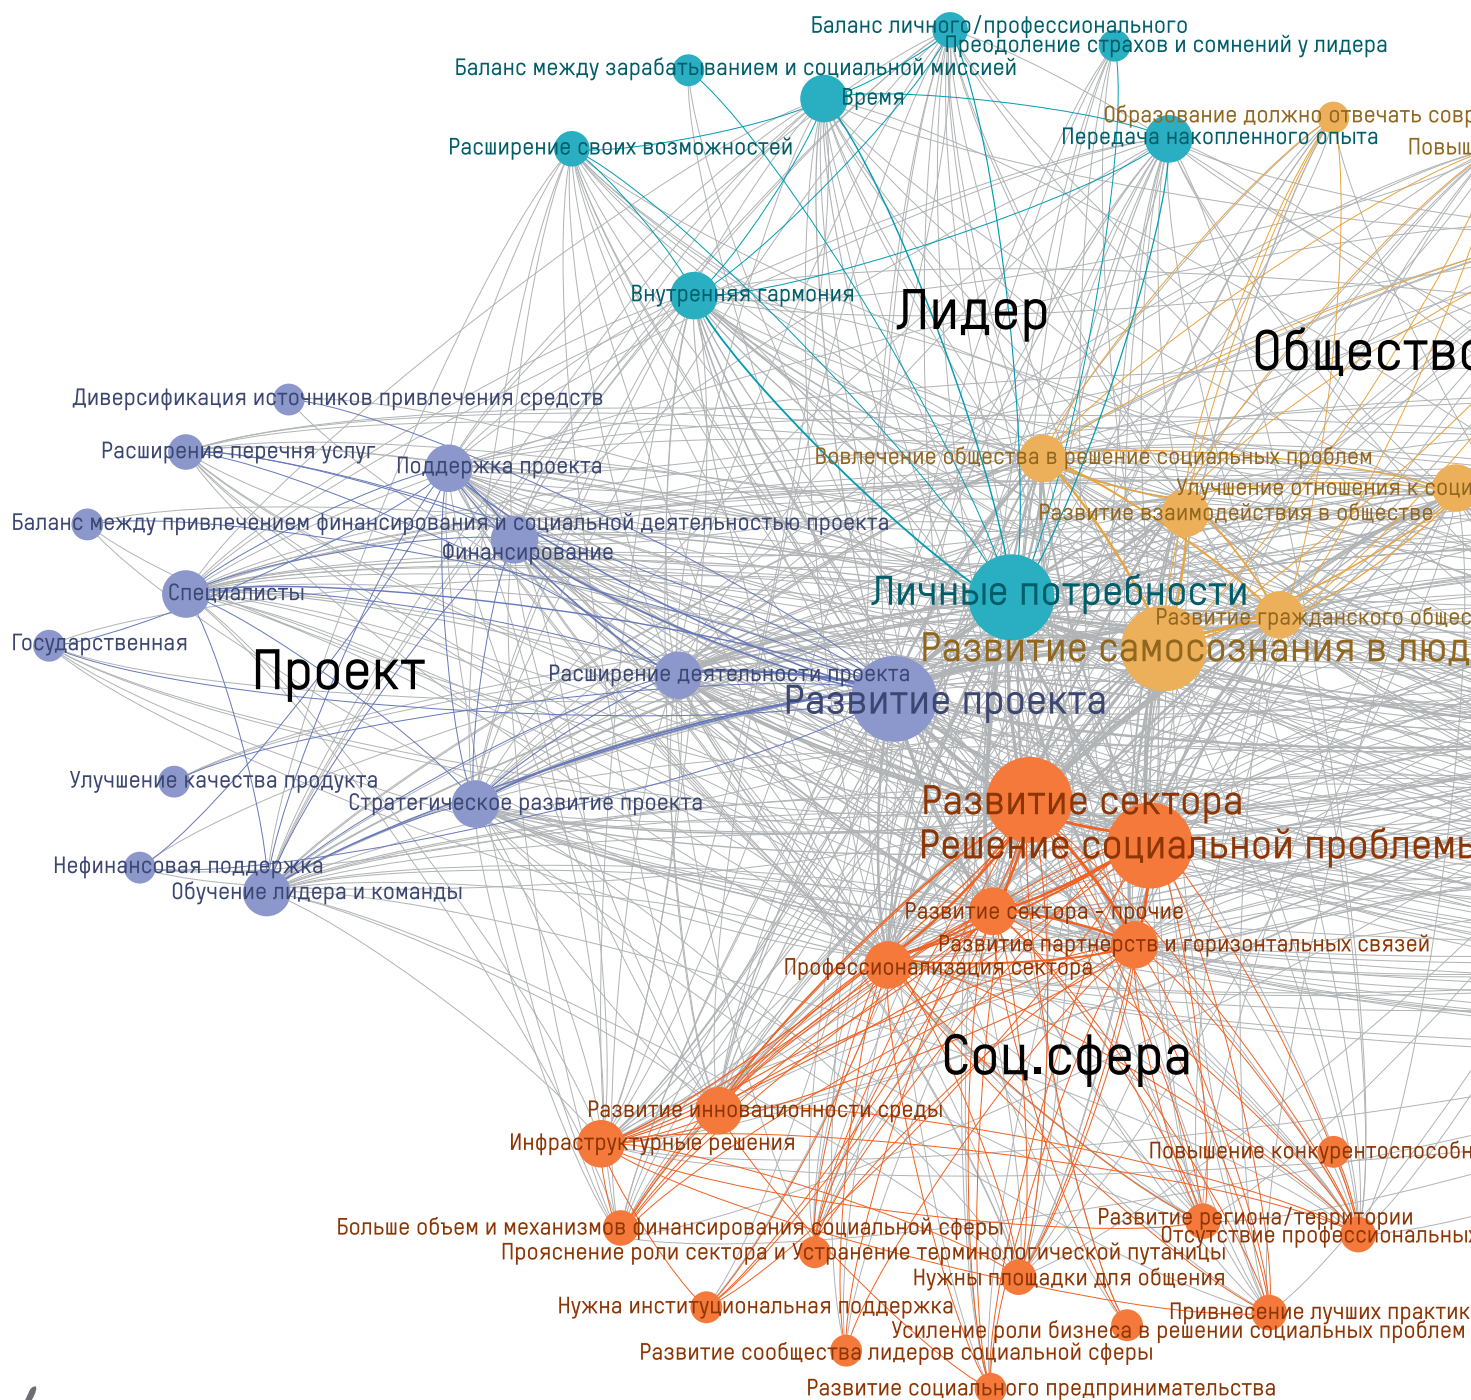 Баланс личного/профессионального
Преодоление страхов и сомнений у лидера
Баланс между зарабатыванием и социальной миссией
Время
Образование должно отвечать совр
Передача накопленного опыта
Расширение своих возможностей
Повыш
Внутренняя гармония
Лидер
Общество
Диверсификация источников привлечения средств
Расширение перечня услуг
Поддержка проекта
Вовлечение общества в решение социальных проблем
Улучшение отношения к соци
Развитие взаимодействия в обществе
Баланс между привлечением финансирования и социальной деятельностью проекта
Финансирование
Специалисты
Личные потребности
Развитие гражданского общес
Государственная
Развитие самосознания в люд
Проект
Расширение деятельности проекта
Развитие проекта
Улучшение качества продукта
Стратегическое развитие проекта
Развитие сектора
Решение социальной проблемы
Нефинансовая поддержка
Обучение лидера и команды
Развитие сектора - прочие
Развитие партнерств и горизонтальных связей
Профессионализация сектора
Соц.сфера
Развитие инновационности среды
Инфраструктурные решения
Повышение конкурентоспособн
Больше объем и механизмов финансирования социальной сферы
Развитие региона/территории
Отсутствие профессиональных
Прояснение роли сектора и Устранение терминологической путаницы
Нужны площадки для общения
Нужна институциональная поддержка
Привнесение лучших практик
Усиление роли бизнеса в решении социальных проблем
Развитие сообщества лидеров социальной сферы
Развитие социального предпринимательства